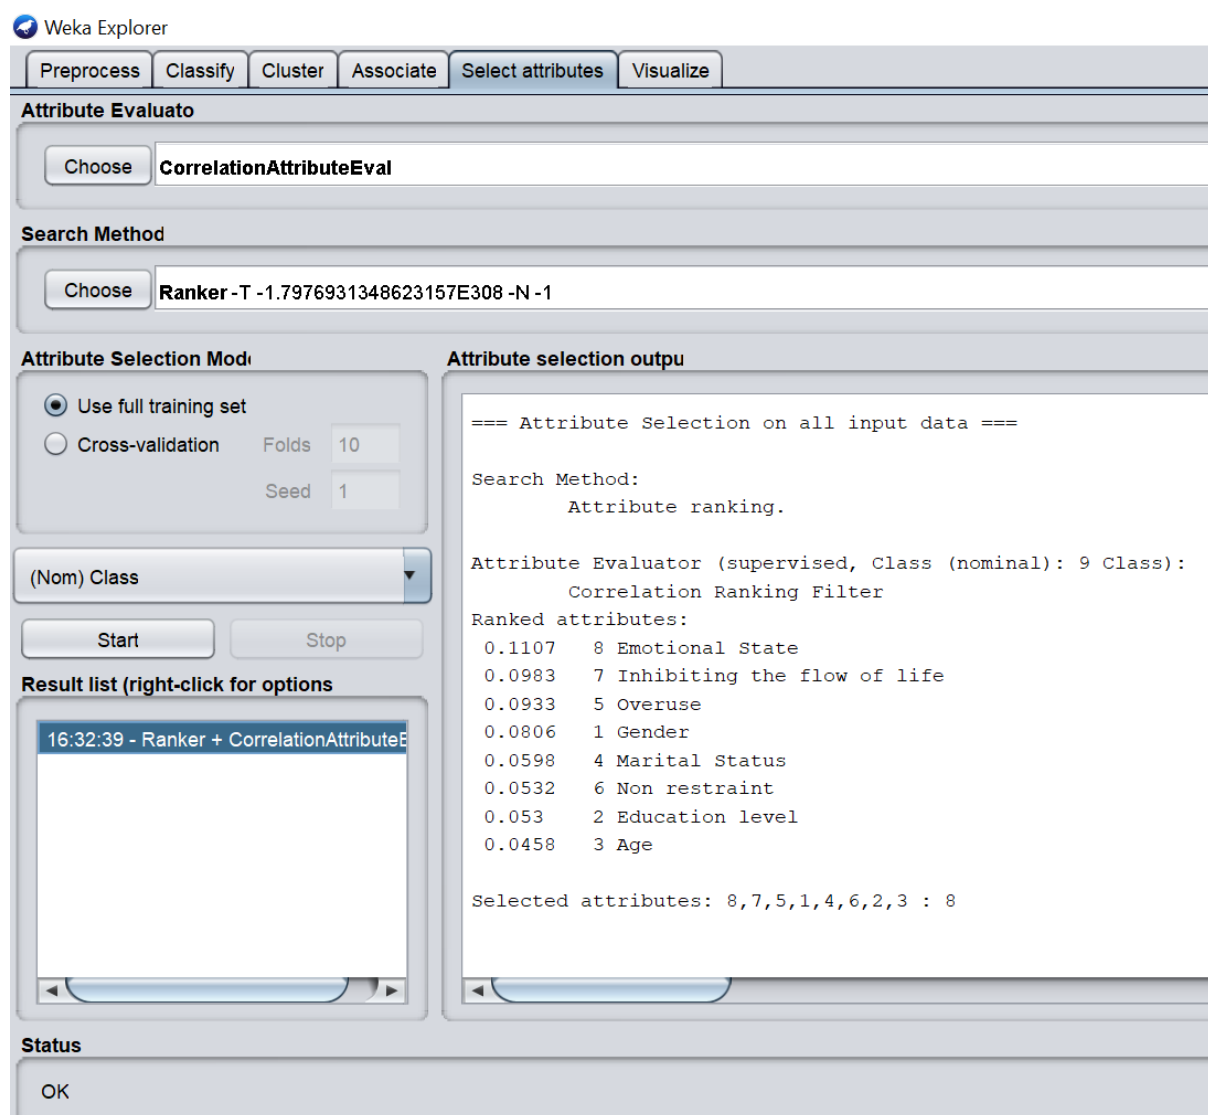 Weka Explorer
Preprocess Classify Cluster Associate Select attributes Visualize
Attribute Evaluato
Choose CorrelationAttributeEval
Search Method
Choose Ranker -T -1.7976931348623157E308 -N -1
Attribute Selection Mode
Use full training set
Cross-validation Folds 10
Seed 1
(Nom) Class
Start Stop
Result list (right-click for options
16:32:39 - Ranker + CorrelationAttributeE
Attribute selection outpu
=== Attribute Selection on all input data ===
Search Method:
Attribute ranking.
Attribute Evaluator (supervised, Class (nominal): 9 Class):
Correlation Ranking Filter
Ranked attributes:
0.1107 8 Emotional State
0.0983 7 Inhibiting the flow of life
0.0933 5 Overuse
0.0806 1 Gender
0.0598 4 Marital Status
0.0532 6 Non restraint
0.053 2 Education level
0.0458 3 Age
Selected attributes: 8,7,5,1,4,6,2,3 : 8
Status
OK